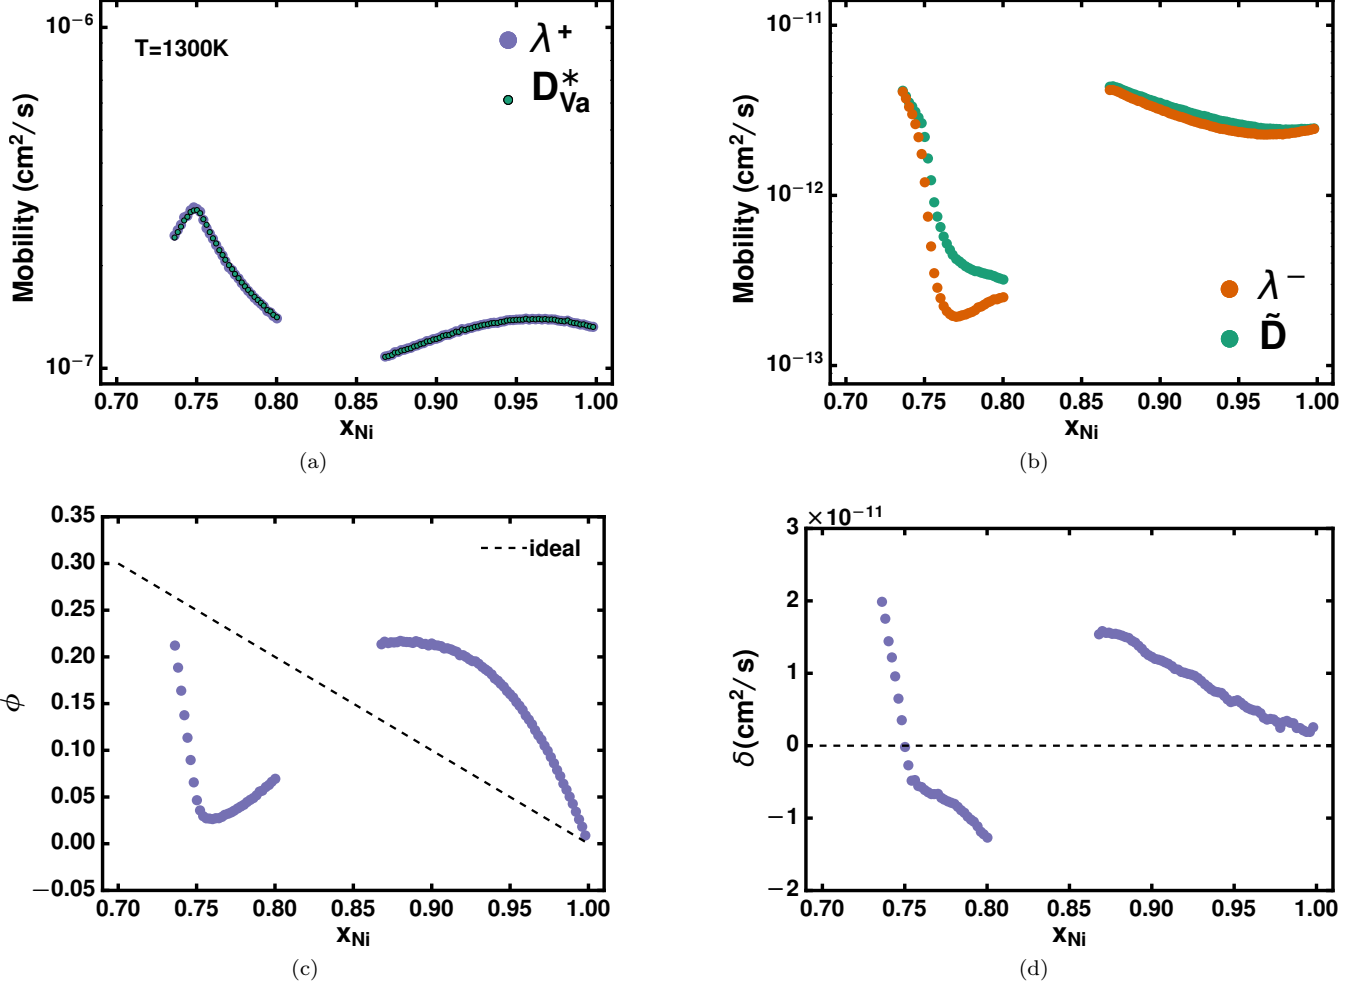 10⁻⁶
T=1300K
λ⁺
D*Va
Mobility (cm²/s)
10⁻⁷
0.70 0.75 0.80 0.85 0.90 0.95 1.00
xNi
(a)
10⁻¹¹
Mobility (cm²/s)
10⁻¹²
λ⁻
D̃
10⁻¹³
0.70 0.75 0.80 0.85 0.90 0.95 1.00
xNi
(b)
0.35
0.30
0.25
0.20
0.15
0.10
0.05
0.00
−0.05
ideal
ϕ
0.70 0.75 0.80 0.85 0.90 0.95 1.00
xNi
(c)
×10⁻¹¹
3
2
1
0
−1
−2
δ(cm²/s)
0.70 0.75 0.80 0.85 0.90 0.95 1.00
xNi
(d)